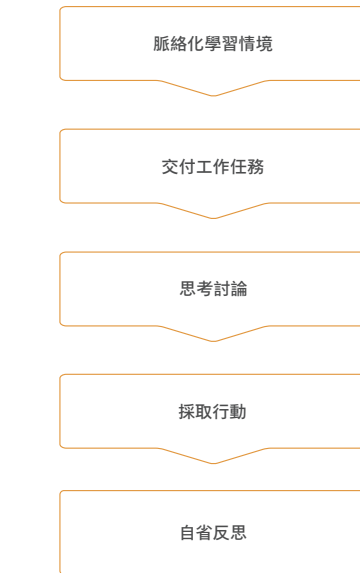 脈絡化學習情境
交付工作任務
思考討論
採取行動
自省反思